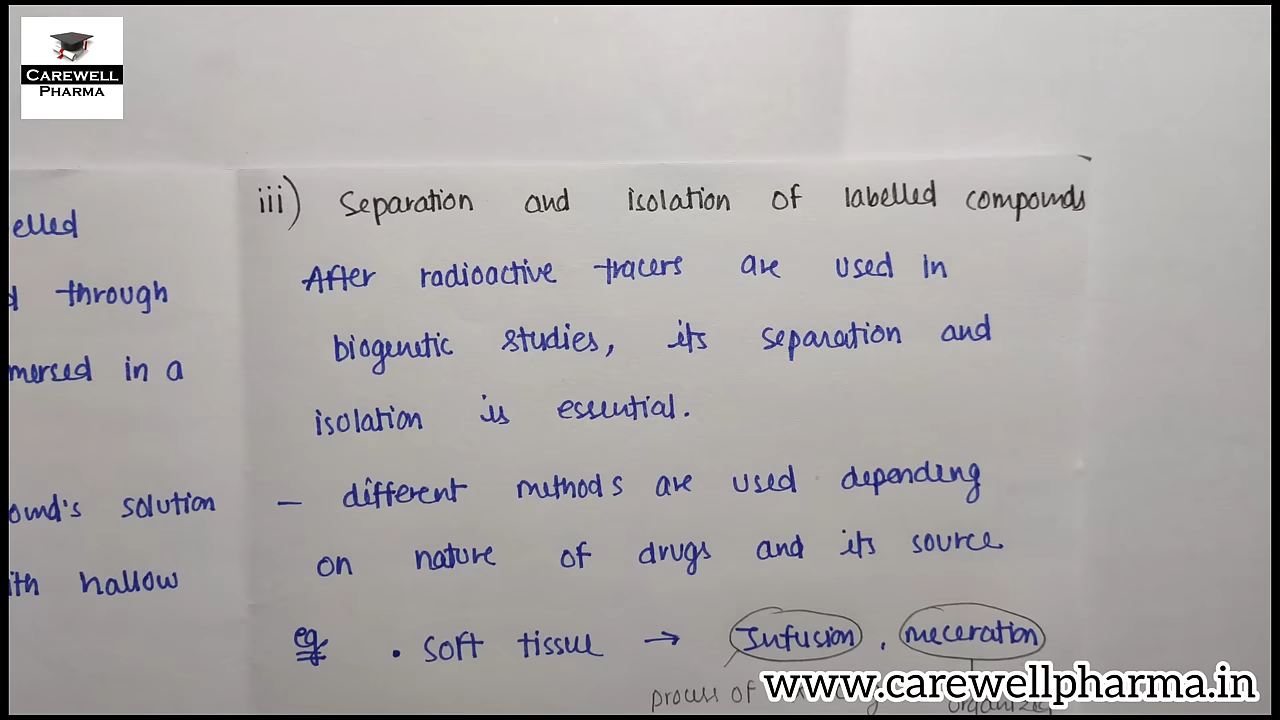 CAREWELL
PHARMA
elled
through
mersed in a
ound's solution
ith hallow
iii) Separation and isolation of labelled compounds
After radioactive tracers are used in
biogenetic studies, its separation and
isolation is essential.
— different methods are used depending
on nature of drugs and its source
eg • soft tissue → Infusion, meceration
process of
www.carewellpharma.in